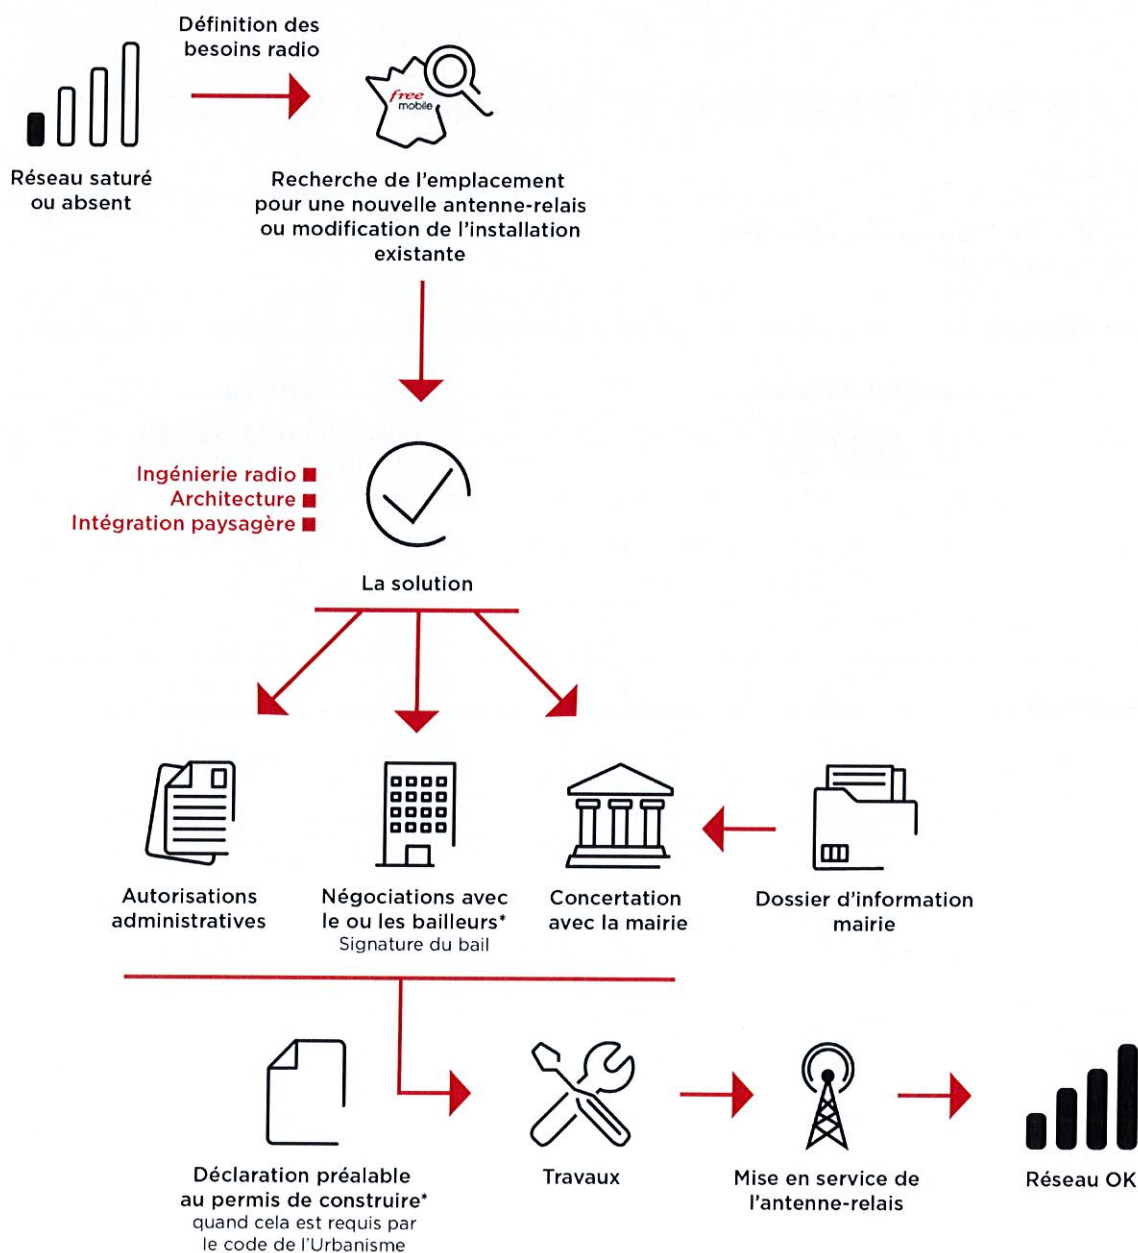 Définition des
besoins radio
free
mobile
Réseau saturé
ou absent
Recherche de l'emplacement
pour une nouvelle antenne-relais
ou modification de l'installation
existante
Ingénierie radio
Architecture
Intégration paysagère
La solution
Autorisations
administratives
Négociations avec
le ou les bailleurs*
Signature du bail
Concertation
avec la mairie
Dossier d'information
mairie
Déclaration préalable
au permis de construire*
quand cela est requis par
le code de l'Urbanisme
Travaux
Mise en service de
l'antenne-relais
Réseau OK